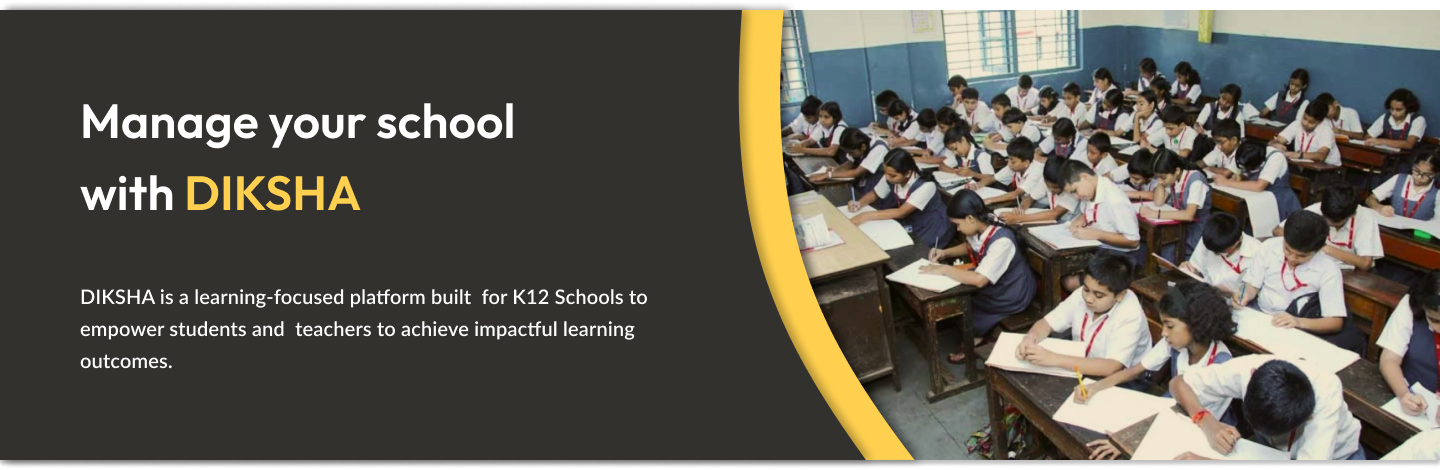 Manage your school
with DIKSHA
DIKSHA is a learning-focused platform built  for K12 Schools to
empower students and  teachers to achieve impactful learning
outcomes.